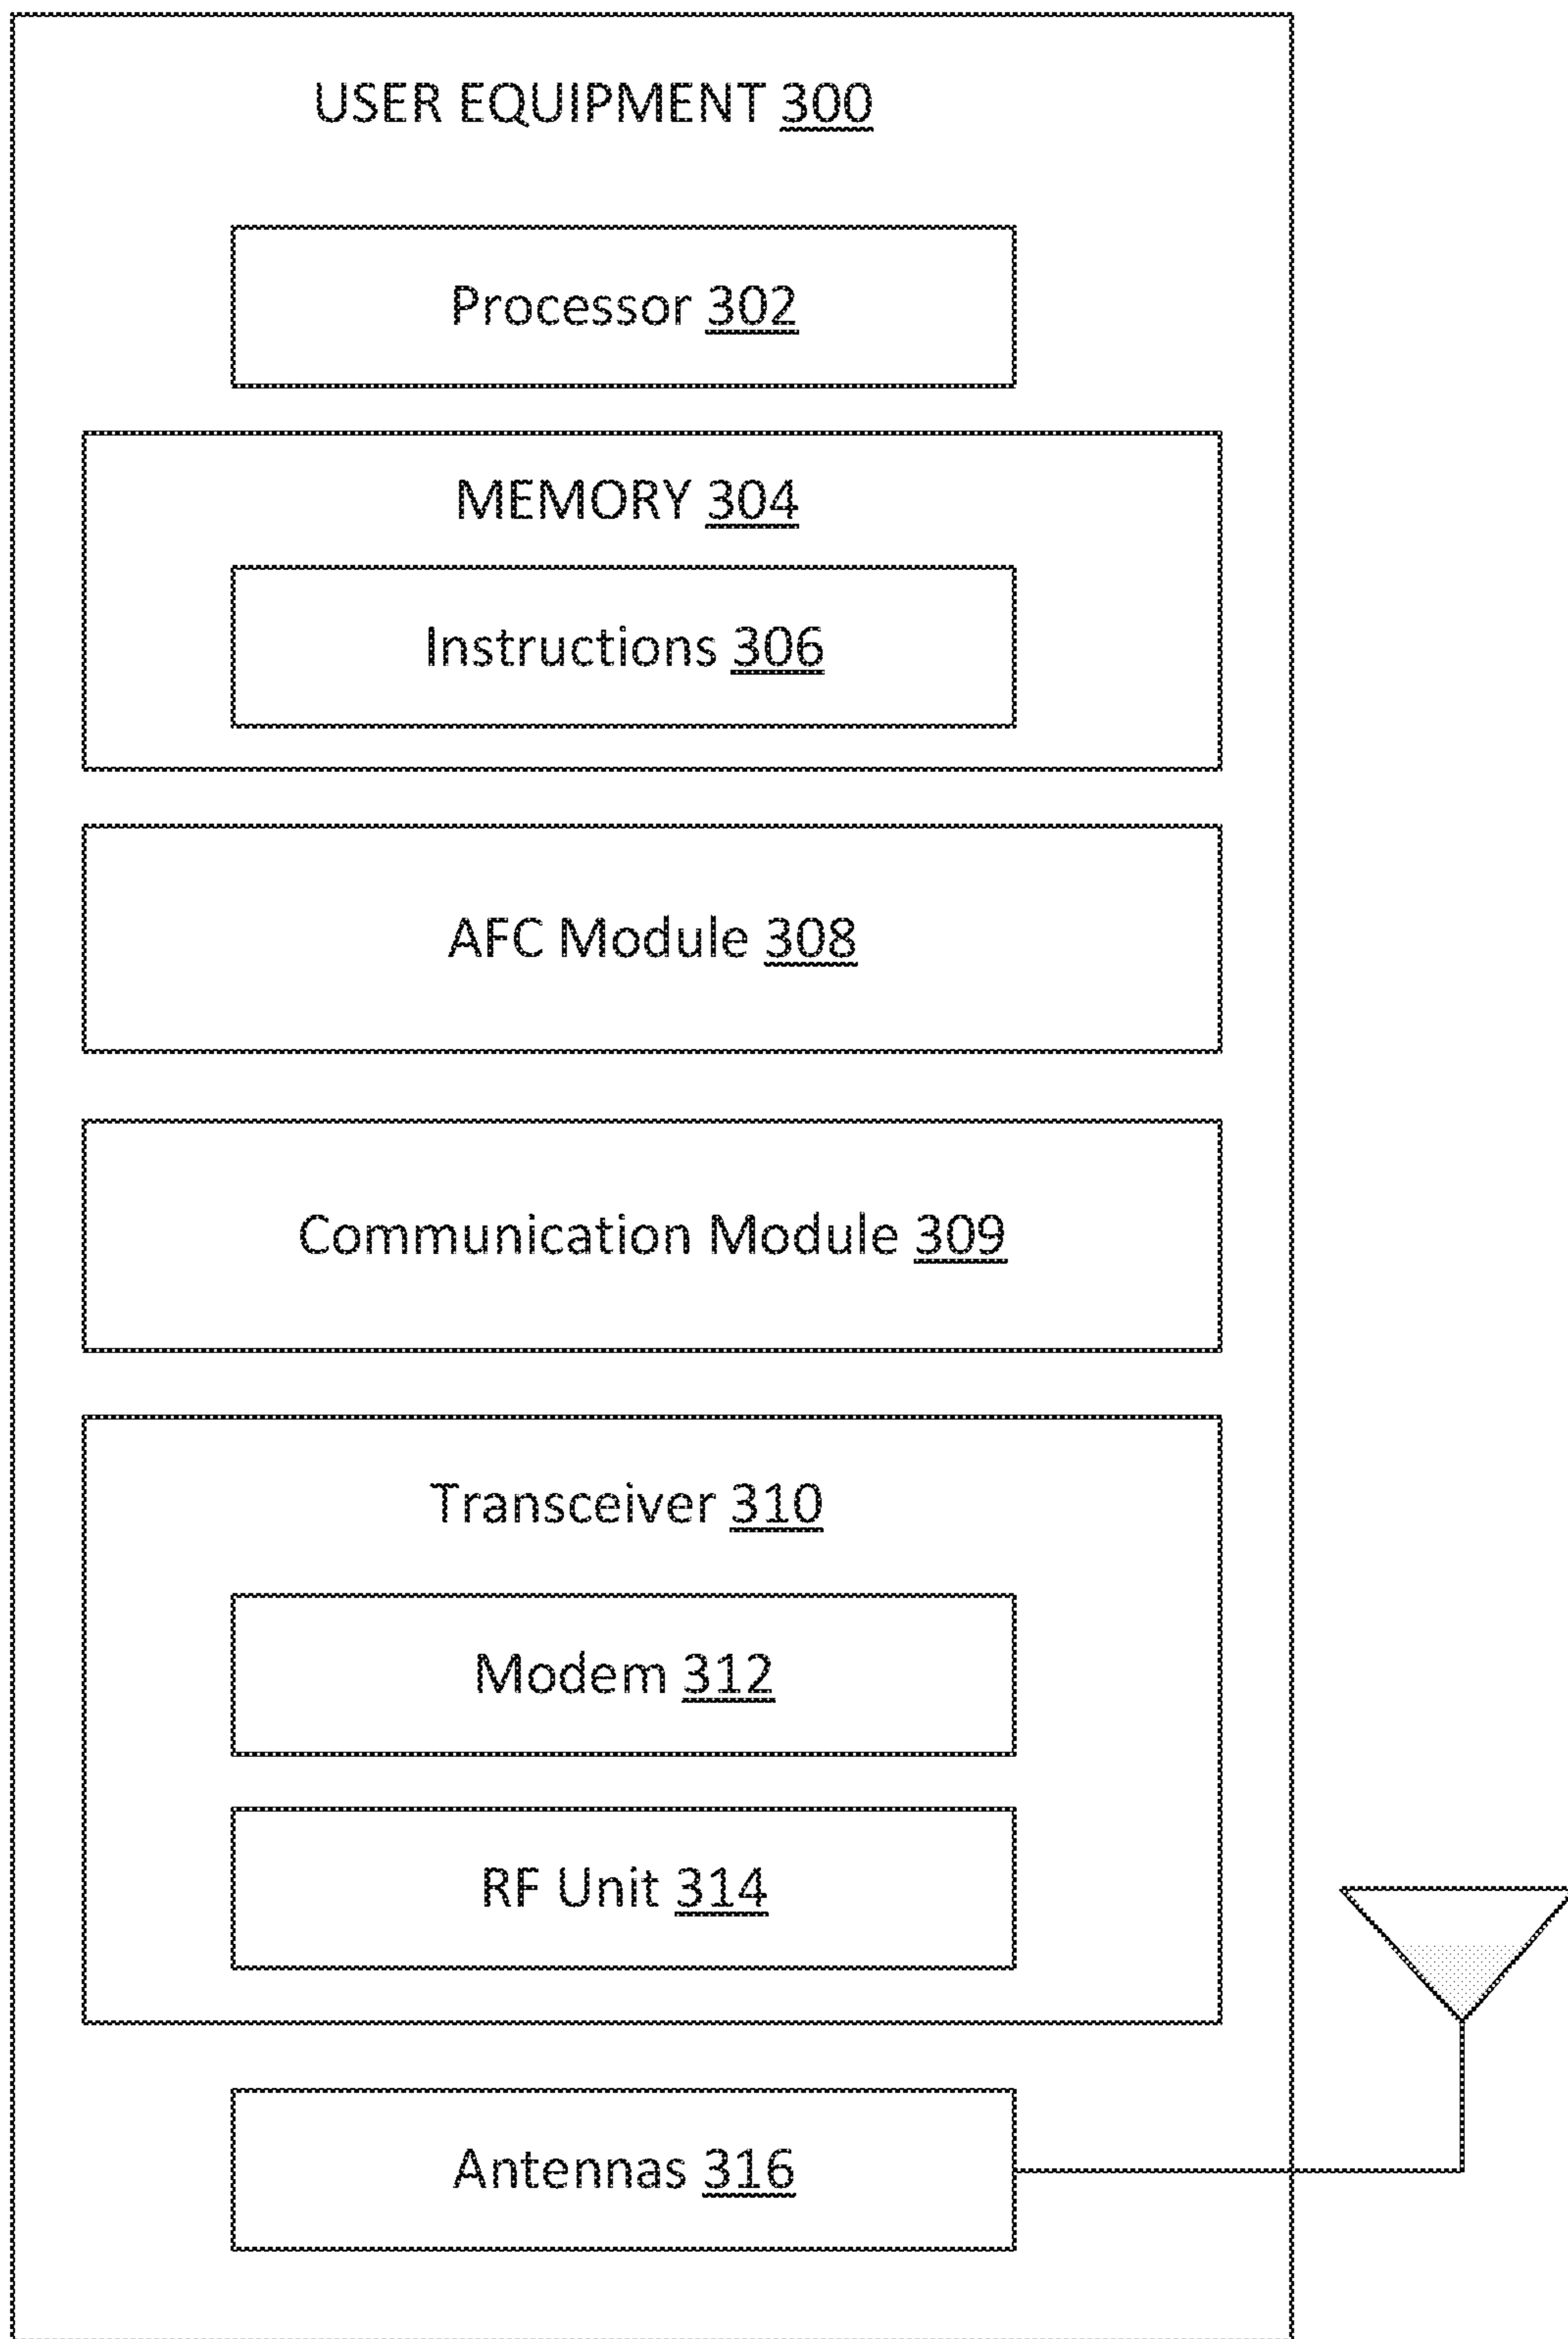 USER EQUIPMENT 300
Processor 302
MEMORY 304
Instructions 306
AFC Module 308
Communication Module 309
Transceiver 310
Modem 312
RF Unit 314
Antennas 316